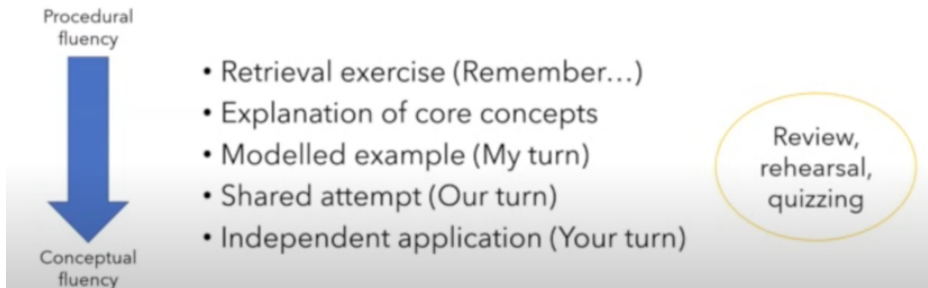 Procedural
fluency
• Retrieval exercise (Remember...)
• Explanation of core concepts
• Modelled example (My turn)
• Shared attempt (Our turn)
• Independent application (Your turn)
Review,
rehearsal,
quizzing
Conceptual
fluency